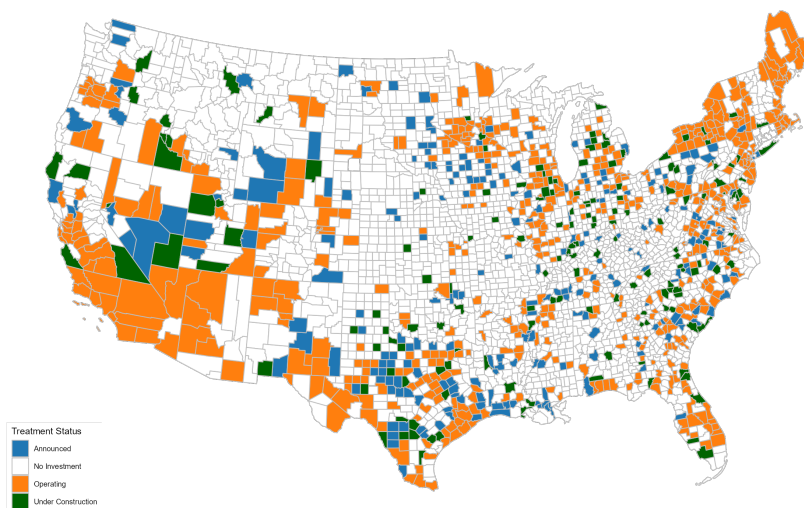 Treatment Status
Announced
No Investment
Operating
Under Construction